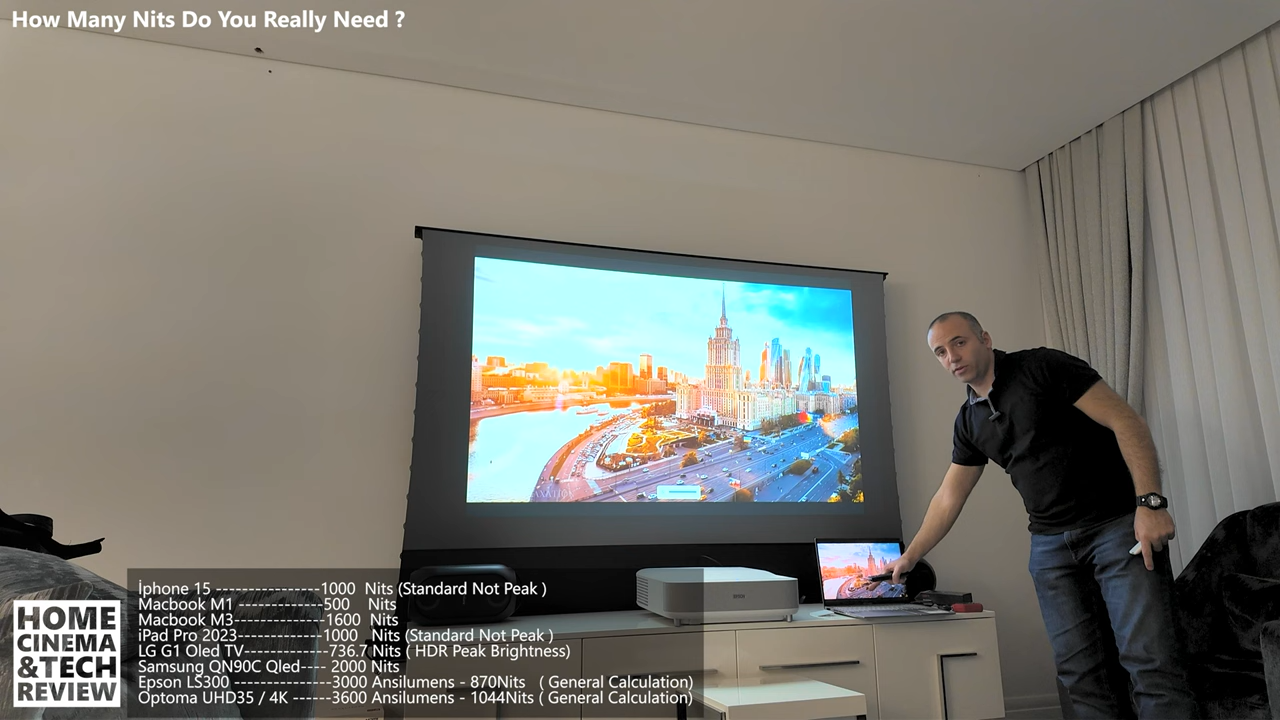 How Many Nits Do You Really Need ?
İphone 15 ----------------1000 Nits (Standard Not Peak )
Macbook M1 -------------500 Nits
Macbook M3--------------1600 Nits
iPad Pro 2023-------------1000 Nits (Standard Not Peak )
LG G1 Oled TV-------------736.7 Nits ( HDR Peak Brightness)
Samsung QN90C Qled---- 2000 Nits
Epson LS300 ---------------3000 Ansilumens - 870Nits ( General Calculation)
Optoma UHD35 / 4K ------3600 Ansilumens - 1044Nits ( General Calculation)
HOME
CINEMA
&TECH
REVIEW